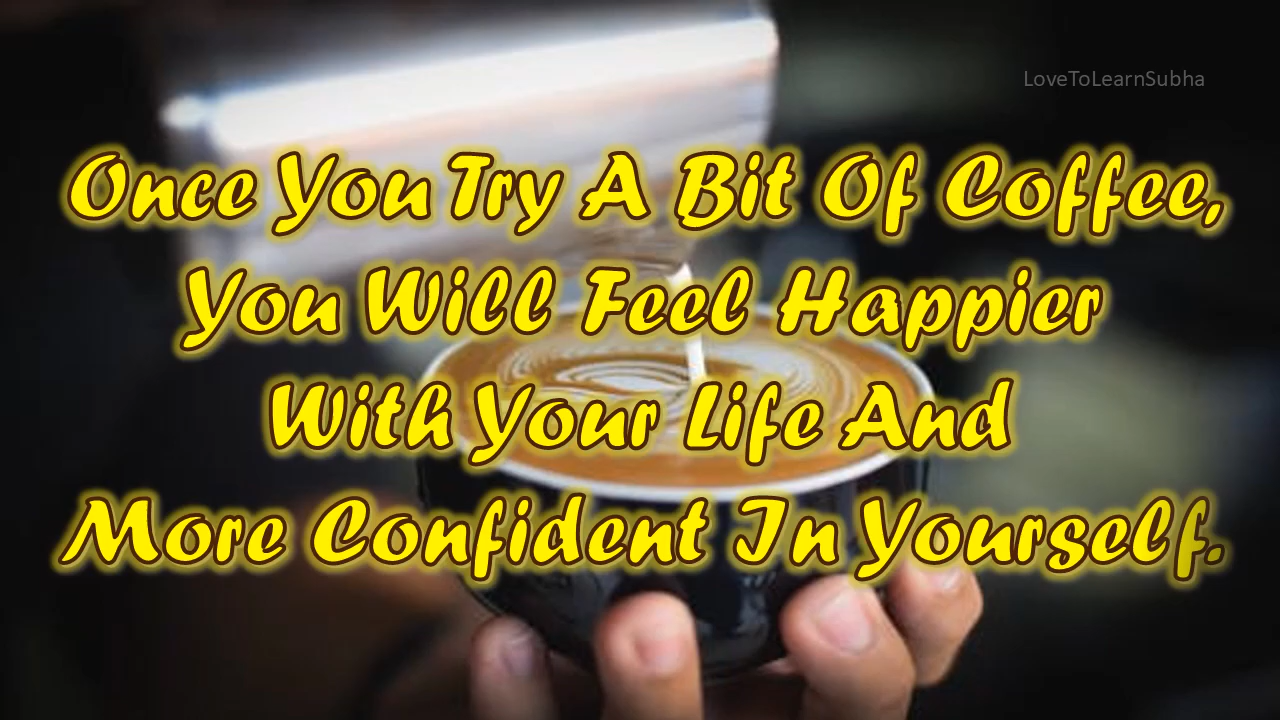 LoveToLearnSubha
Once You Try A Bit Of Coffee,
You Will Feel Happier
With Your Life And
More Confident In Yourself.